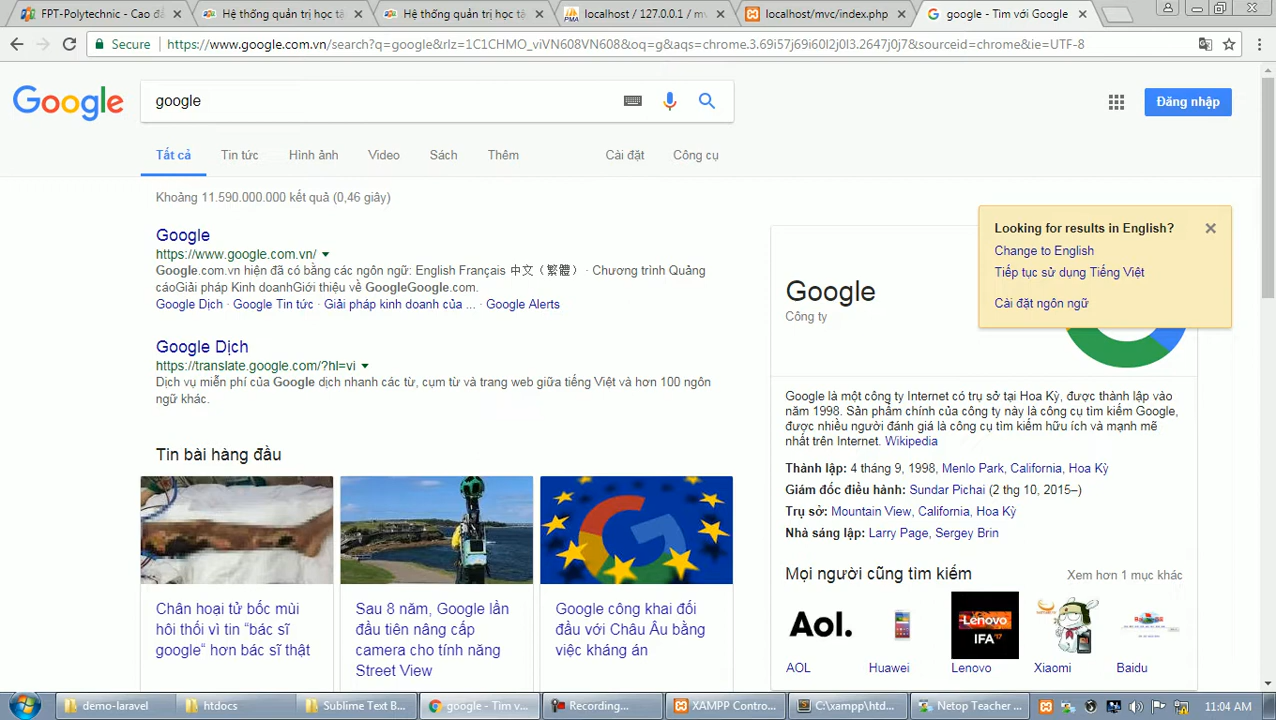 FPT-Polytechnic - Cao đẳ
Hệ thống quản trị học tậ
Hệ thống quản trị học tậ
localhost / 127.0.0.1 / m
localhost/mvc/index.php
google - Tìm với Google
Secure
https://www.google.com.vn/search?q=google&rlz=1C1CHMO_viVN608VN608&oq=g&aqs=chrome.3.69i57j69i60l2j0l3.2647j0j7&sourceid=chrome&ie=UTF-8
Google
google
Đăng nhập
Tất cả
Tin tức
Hình ảnh
Video
Sách
Thêm
Cài đặt
Công cụ
Khoảng 11.590.000.000 kết quả (0,46 giây)
Google
https://www.google.com.vn/
Google.com.vn hiện đã có bằng các ngôn ngữ: English Français 中文（繁體） · Chương trình Quảng
cáoGiải pháp Kinh doanhGiới thiệu về GoogleGoogle.com.
Google Dịch · Google Tin tức · Giải pháp kinh doanh của ... · Google Alerts
Google Dịch
https://translate.google.com/?hl=vi
Dịch vụ miễn phí của Google dịch nhanh các từ, cụm từ và trang web giữa tiếng Việt và hơn 100 ngôn
ngữ khác.
Tin bài hàng đầu
Chân hoại tử bốc mùi
hôi thối vì tin “bác sĩ
google“ hơn bác sĩ thật
Sau 8 năm, Google lần
đầu tiên nâng cấp
camera cho tính năng
Street View
Google công khai đối
đầu với Châu Âu bằng
việc kháng án
Looking for results in English?
Change to English
Tiếp tục sử dụng Tiếng Việt
Cài đặt ngôn ngữ
Google
Công ty
Google là một công ty Internet có trụ sở tại Hoa Kỳ, được thành lập vào
năm 1998. Sản phẩm chính của công ty này là công cụ tìm kiếm Google,
được nhiều người đánh giá là công cụ tìm kiếm hữu ích và mạnh mẽ
nhất trên Internet. Wikipedia
Thành lập: 4 tháng 9, 1998, Menlo Park, California, Hoa Kỳ
Giám đốc điều hành: Sundar Pichai (2 thg 10, 2015–)
Trụ sở: Mountain View, California, Hoa Kỳ
Nhà sáng lập: Larry Page, Sergey Brin
Mọi người cũng tìm kiếm
Xem hơn 1 mục khác
Aol.
Lenovo
IFA'17
AOL
Huawei
Lenovo
Xiaomi
Baidu
demo-laravel
htdocs
Sublime Text B...
google - Tìm v...
Recording...
XAMPP Contro...
C:\xampp\htd...
Netop Teacher ...
11:04 AM